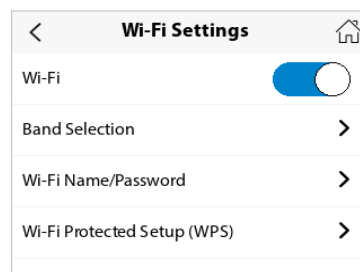 Wi-Fi Settings
Wi-Fi
Band Selection
Wi-Fi Name/Password
Wi-Fi Protected Setup (WPS)